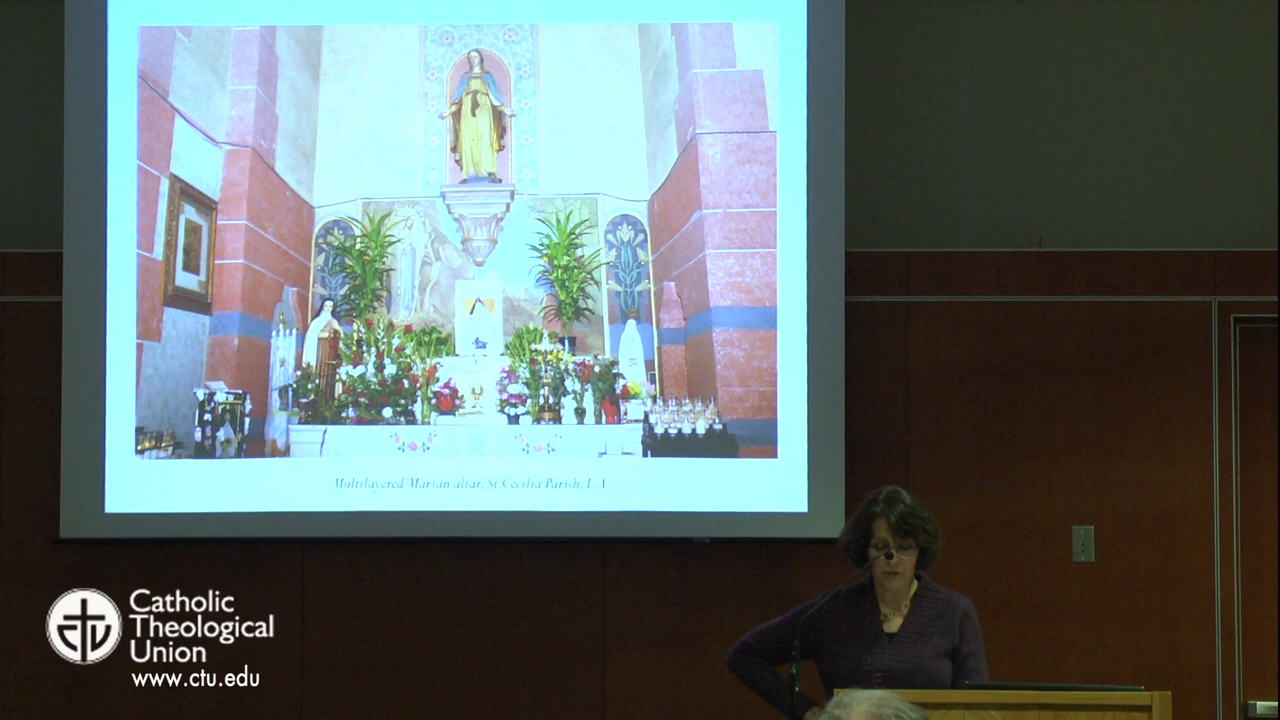 Multilayered Marian altar, St Cecilia Parish, L A
Catholic
Theological
Union
www.ctu.edu